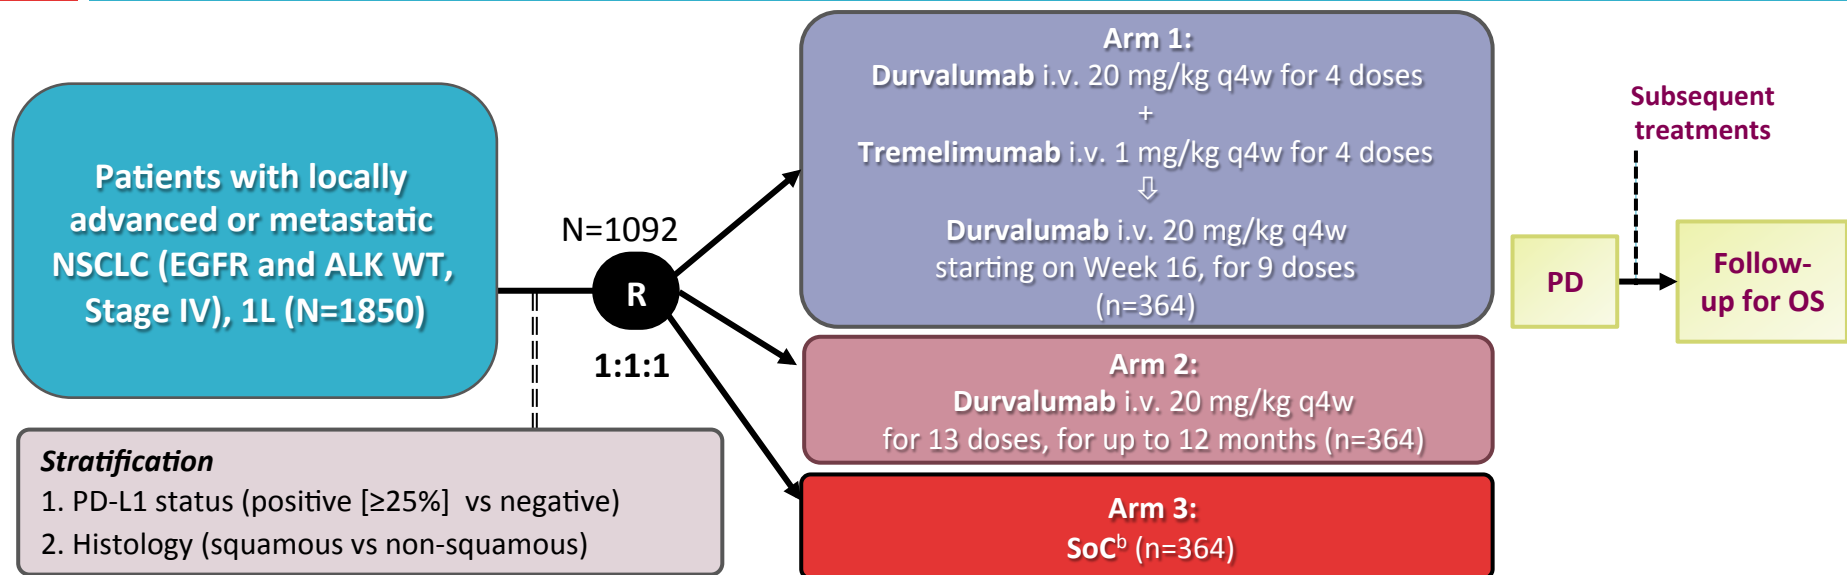 Patients with locally
advanced or metastatic
NSCLC (EGFR and ALK WT,
Stage IV), 1L (N=1850)
Stratification
1. PD-L1 status (positive [≥25%] vs negative)
2. Histology (squamous vs non-squamous)
N=1092
R
1:1:1
Arm 1:
Durvalumab i.v. 20 mg/kg q4w for 4 doses
+
Tremelimumab i.v. 1 mg/kg q4w for 4 doses
⇩
Durvalumab i.v. 20 mg/kg q4w
starting on Week 16, for 9 doses
(n=364)
Arm 2:
Durvalumab i.v. 20 mg/kg q4w
for 13 doses, for up to 12 months (n=364)
Arm 3:
SoCᵇ (n=364)
PD
Subsequent
treatments
Follow-
up for OS